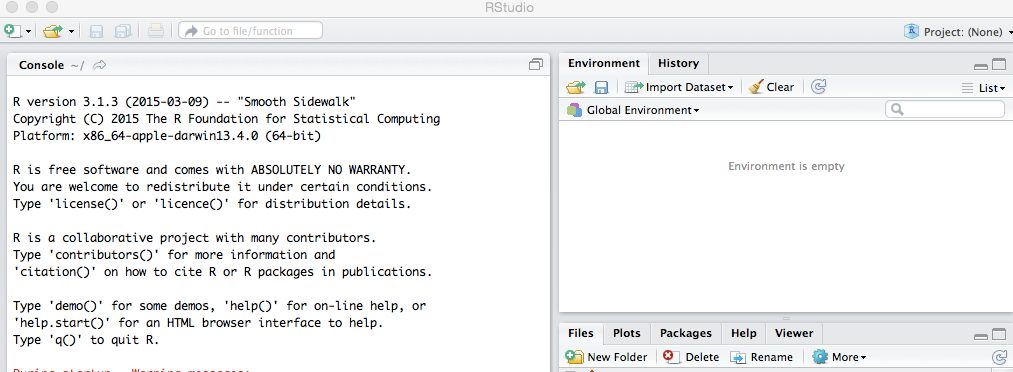 RStudio
Go to file/function
Project: (None)
Console ~/
R version 3.1.3 (2015-03-09) -- "Smooth Sidewalk"
Copyright (C) 2015 The R Foundation for Statistical Computing
Platform: x86_64-apple-darwin13.4.0 (64-bit)
R is free software and comes with ABSOLUTELY NO WARRANTY.
You are welcome to redistribute it under certain conditions.
Type 'license()' or 'licence()' for distribution details.
R is a collaborative project with many contributors.
Type 'contributors()' for more information and
'citation()' on how to cite R or R packages in publications.
Type 'demo()' for some demos, 'help()' for on-line help, or
'help.start()' for an HTML browser interface to help.
Type 'q()' to quit R.
Environment History
Import Dataset Clear List
Global Environment
Environment is empty
Files Plots Packages Help Viewer
New Folder Delete Rename More